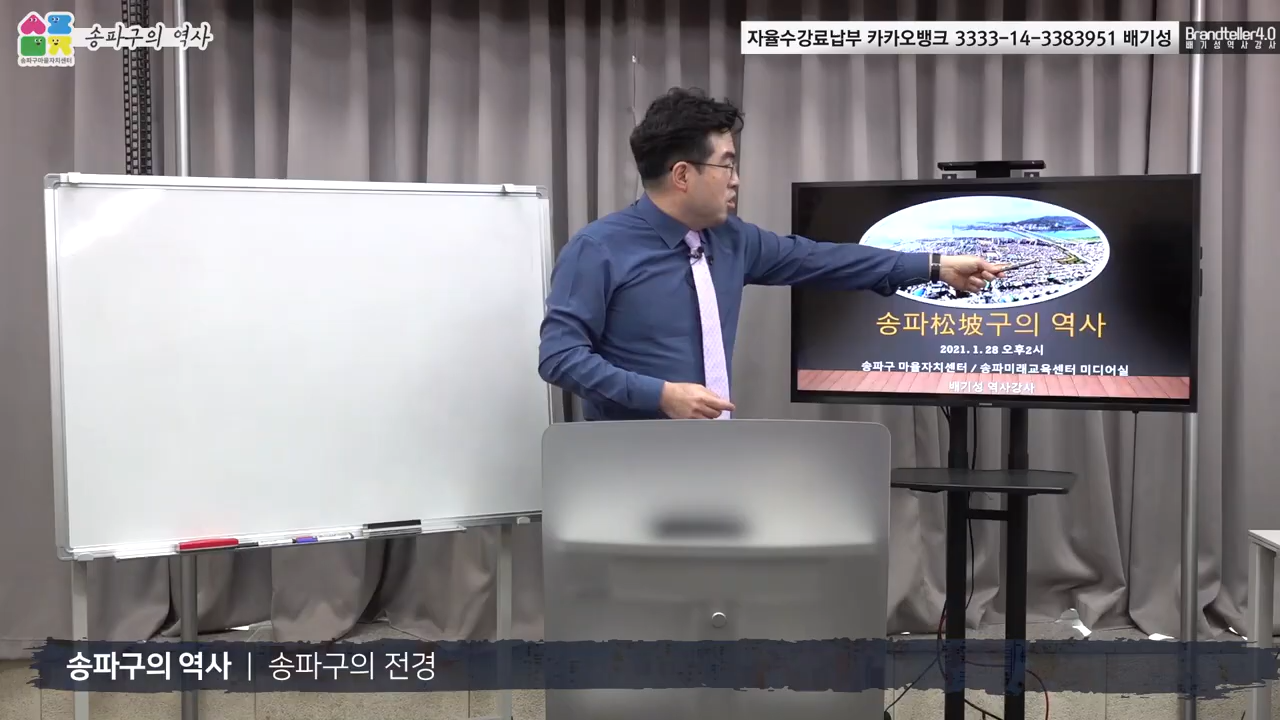 송파구의 역사
송파구마을자치센터
자율수강료납부 카카오뱅크 3333-14-3383951 배기성
Brandteller4.0
배기성역사강사
송파松坡구의 역사
2021. 1. 28 오후2시
송파구 마을자치센터 / 송파미래교육센터 미디어실
배기성 역사강사
송파구의 역사 | 송파구의 전경